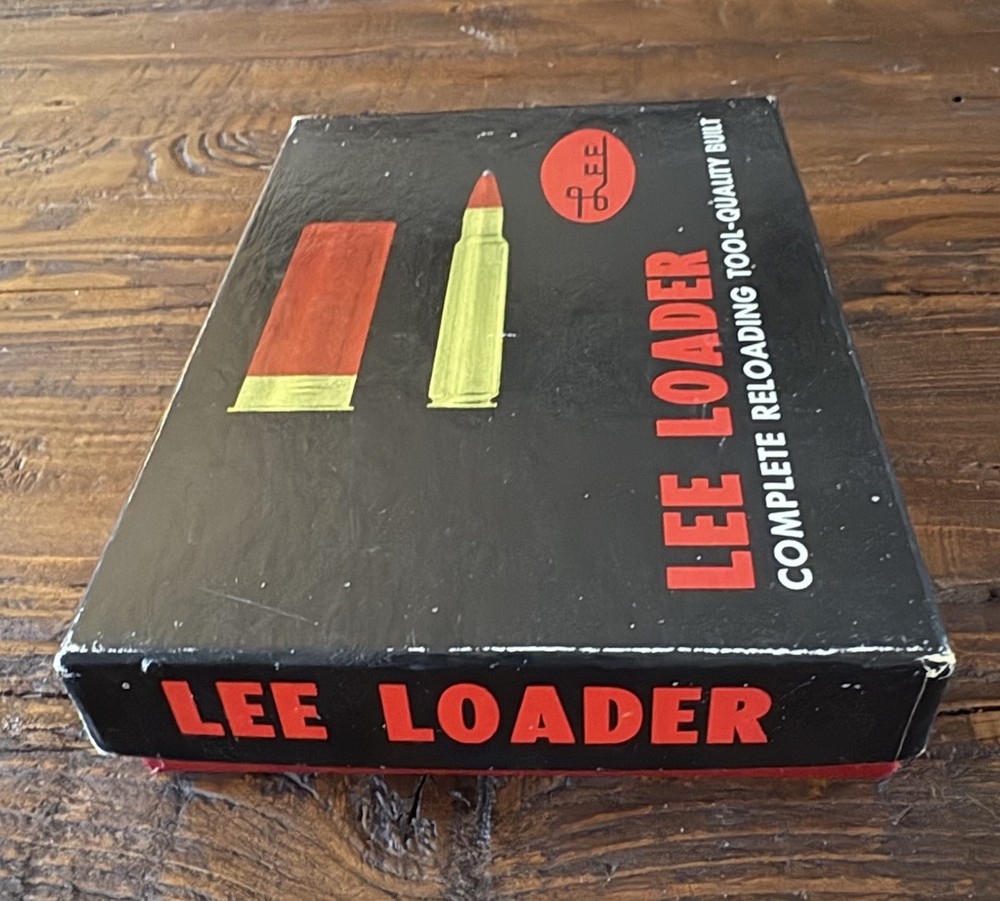 LEE
LEE LOADER
COMPLETE RELOADING TOOL-QUALITY BUILT
LEE LOADER